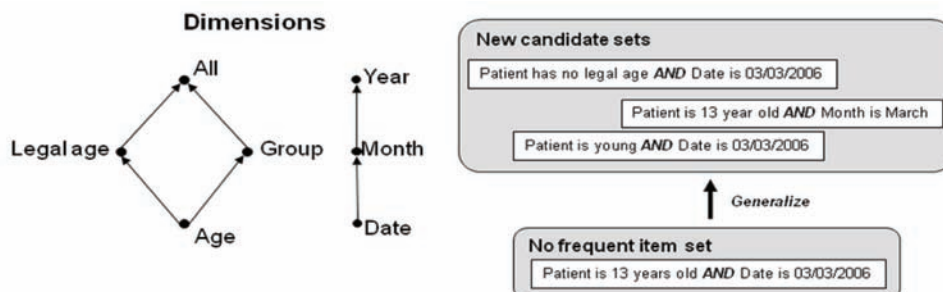 Dimensions
All
Legal age
Group
Age
Year
Month
Date
New candidate sets
Patient has no legal age AND Date is 03/03/2006
Patient is 13 year old AND Month is March
Patient is young AND Date is 03/03/2006
Generalize
No frequent item set
Patient is 13 years old AND Date is 03/03/2006